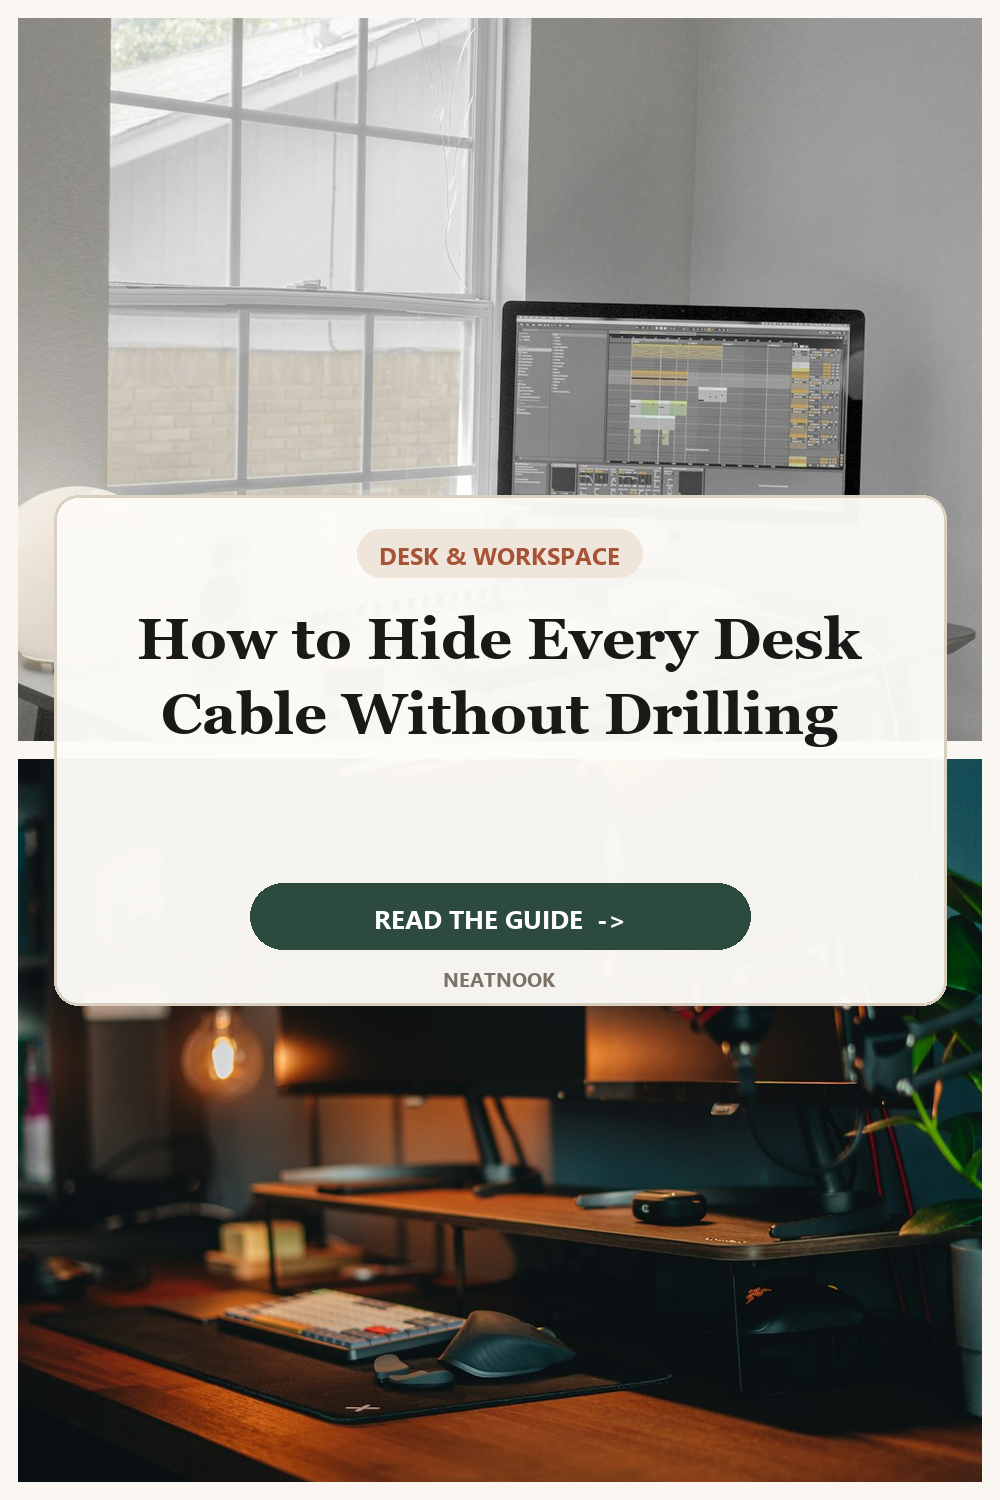 DESK & WORKSPACE
How to Hide Every Desk
Cable Without Drilling
READ THE GUIDE ->
NEATNOOK